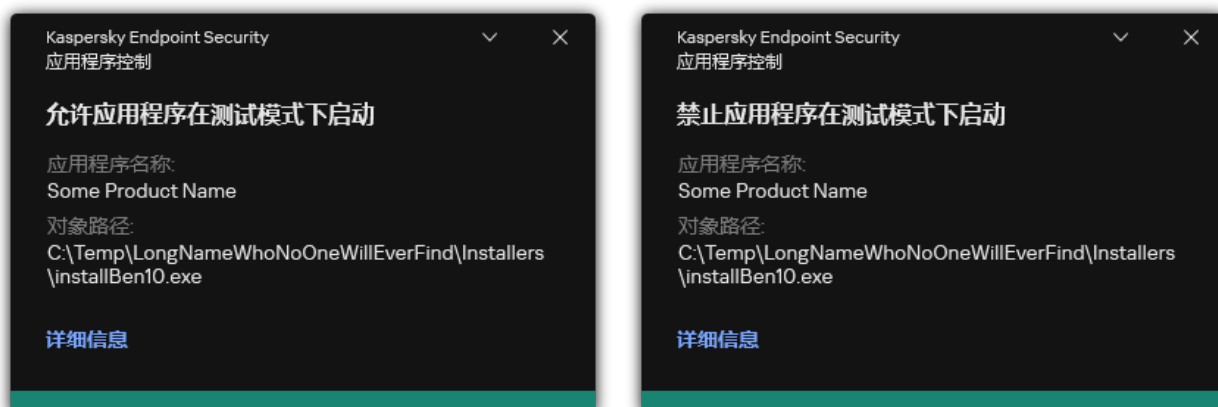 Kaspersky Endpoint Security
应用程序控制
允许应用程序在测试模式下启动
应用程序名称:
Some Product Name
对象路径:
C:\Temp\LongNameWhoNoOneWillEverFind\Installers
\installBen10.exe
详细信息
Kaspersky Endpoint Security
应用程序控制
禁止应用程序在测试模式下启动
应用程序名称:
Some Product Name
对象路径:
C:\Temp\LongNameWhoNoOneWillEverFind\Installers
\installBen10.exe
详细信息